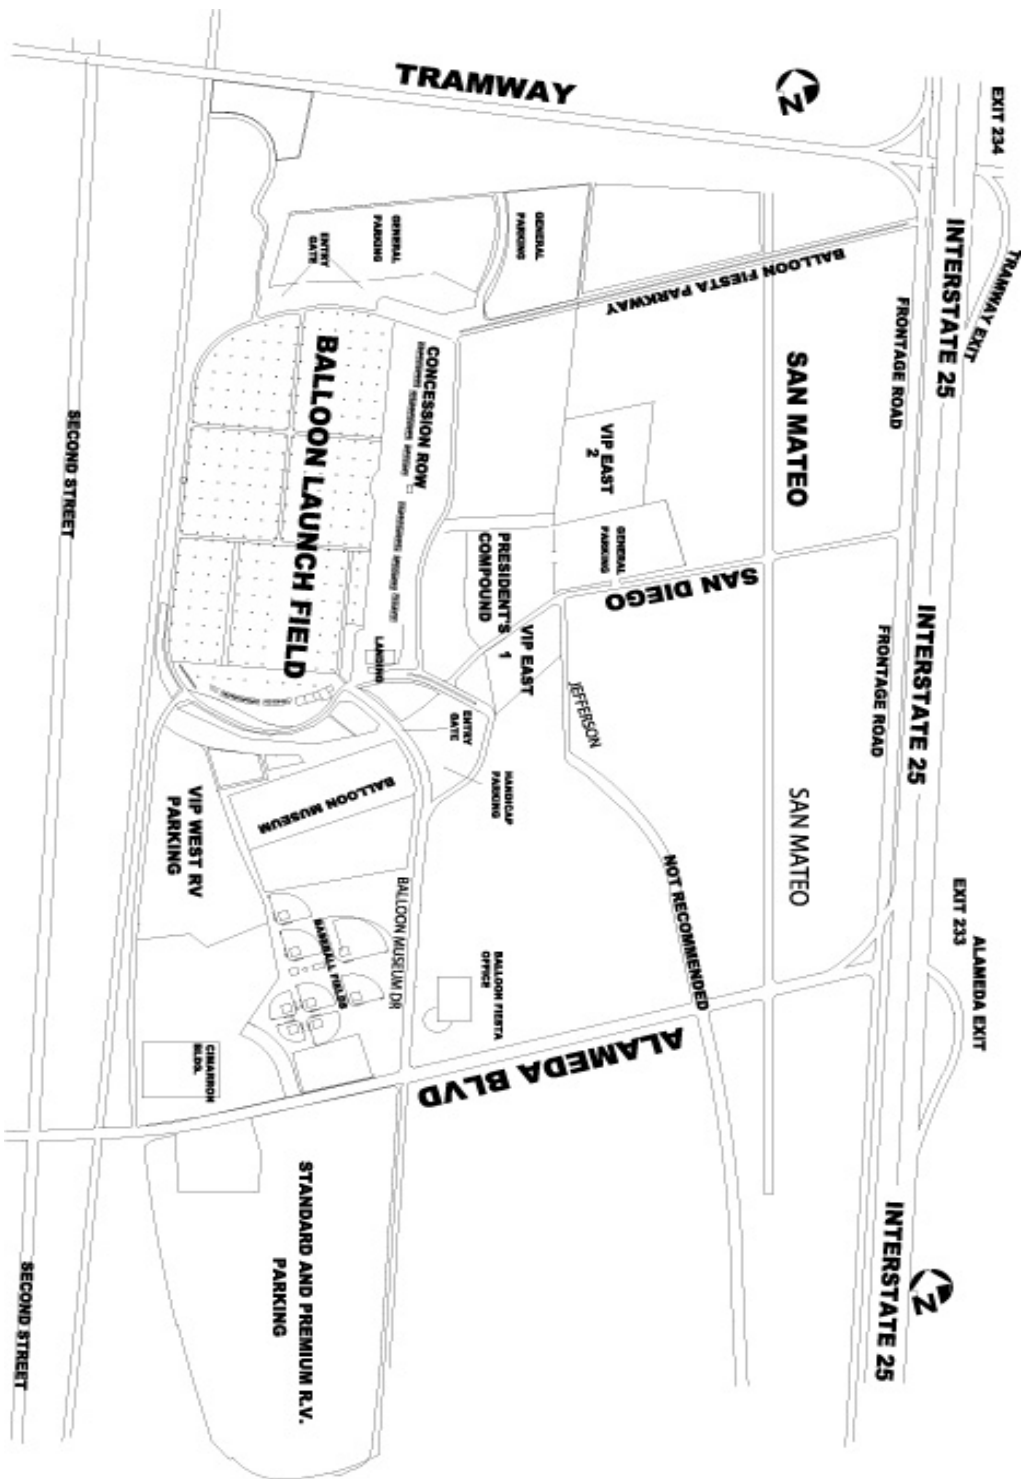 TRAMWAY
N
EXIT 234
INTERSTATE 25
TRAMWAY EXIT
GENERAL
PARKING
GENERAL
PARKING
ENTRY
GATE
BALLOON FIESTA PARKWAY
FRONTAGE ROAD
SAN MATEO
CONCESSION ROW
BALLOON LAUNCH FIELD
SECOND STREET
VIP EAST
2
GENERAL
PARKING
PRESIDENT'S
COMPOUND
SAN DIEGO
INTERSTATE 25
FRONTAGE ROAD
VIP EAST
1
LANDING
JEFFERSON
ENTRY
GATE
HANDICAP
PARKING
BALLOON MUSEUM
VIP WEST RV
PARKING
SAN MATEO
NOT RECOMMENDED
BALLOON MUSEUM DR
BASEBALL FIELDS
BALLOON FIESTA
OFFICE
EXIT 233
ALAMEDA EXIT
ALAMEDA BLVD
CIMARRON
BLDG.
STANDARD AND PREMIUM R.V.
PARKING
INTERSTATE 25
N
SECOND STREET